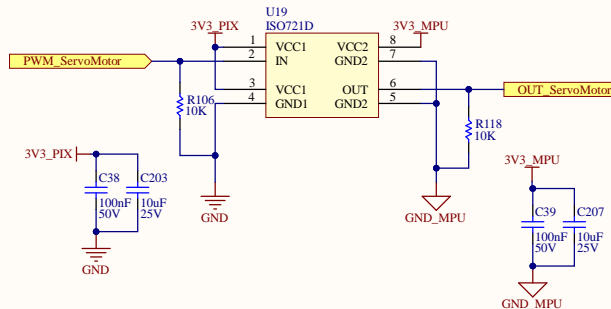 U19
ISO721D
3V3_PIX
3V3_MPU
1
VCC1
VCC2
8
2
IN
GND2
7
PWM_ServoMotor
3
VCC1
OUT
6
OUT_ServoMotor
4
GND1
GND2
5
R106
10K
R118
10K
3V3_PIX
C38
C203
100nF
50V
10uF
25V
GND
GND
GND_MPU
3V3_MPU
C39
C207
100nF
50V
10uF
25V
GND_MPU